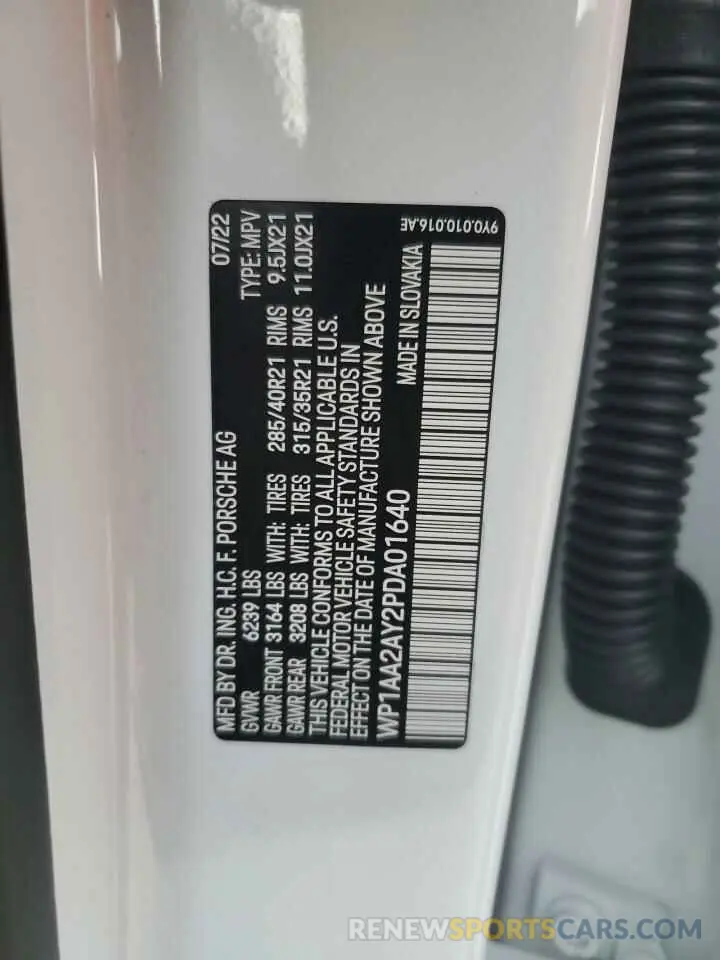 MFD BY DR. ING. H.C. F. PORSCHE AG 07/22
GVWR 6239 LBS TYPE: MPV
GAWR FRONT 3164 LBS WITH: TIRES 285/40R21 RIMS 9.5JX21
GAWR REAR 3208 LBS WITH: TIRES 315/35R21 RIMS 11.0JX21
THIS VEHICLE CONFORMS TO ALL APPLICABLE U.S.
FEDERAL MOTOR VEHICLE SAFETY STANDARDS IN
EFFECT ON THE DATE OF MANUFACTURE SHOWN ABOVE
WP1AA2AY2PDA01640 MADE IN SLOVAKIA
9Y0.010.016.AE
RENEWSPORTSCARS.COM